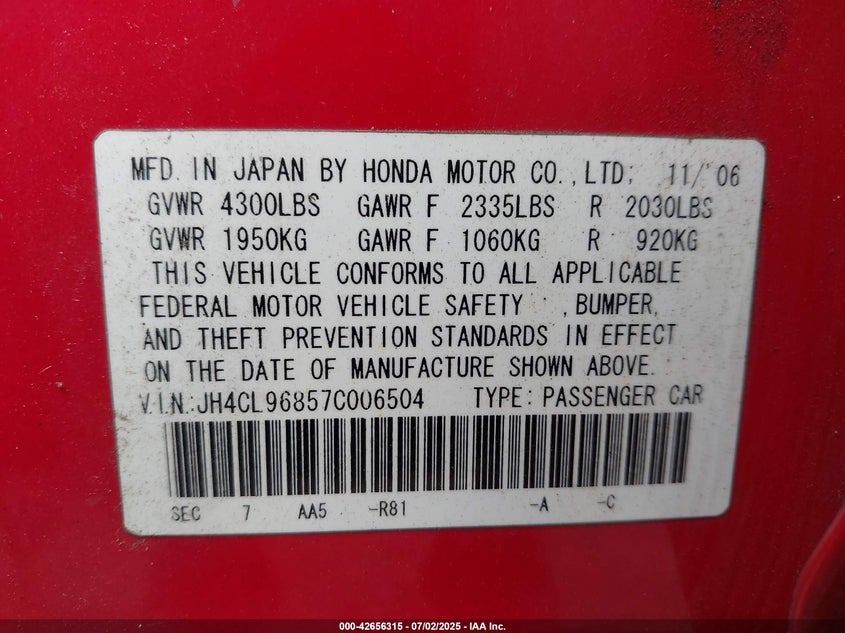 MFD. IN JAPAN BY HONDA MOTOR CO., LTD. 11/'06
GVWR 4300LBS GAWR F 2335LBS R 2030LBS
GVWR 1950KG GAWR F 1060KG R 920KG
THIS VEHICLE CONFORMS TO ALL APPLICABLE
FEDERAL MOTOR VEHICLE SAFETY , BUMPER,
AND THEFT PREVENTION STANDARDS IN EFFECT
ON THE DATE OF MANUFACTURE SHOWN ABOVE.
V.I.N.:JH4CL96857C006504 TYPE: PASSENGER CAR
SEC 7 AA5 -R81 -A -C
000-42656315 - 07/02/2025 - IAA Inc.